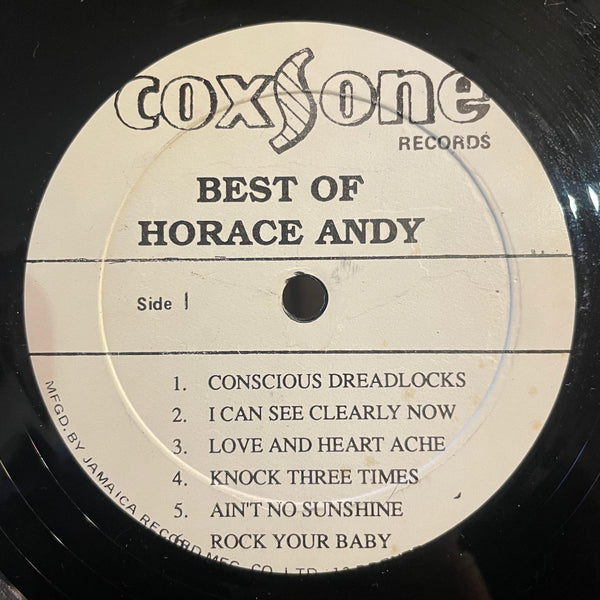 coxsone
RECORDS
BEST OF
HORACE ANDY
Side 1
1. CONSCIOUS DREADLOCKS
2. I CAN SEE CLEARLY NOW
3. LOVE AND HEART ACHE
4. KNOCK THREE TIMES
5. AIN'T NO SUNSHINE
6. ROCK YOUR BABY
MFGD. BY JAMAICA RECORD MFG. CO. LTD.